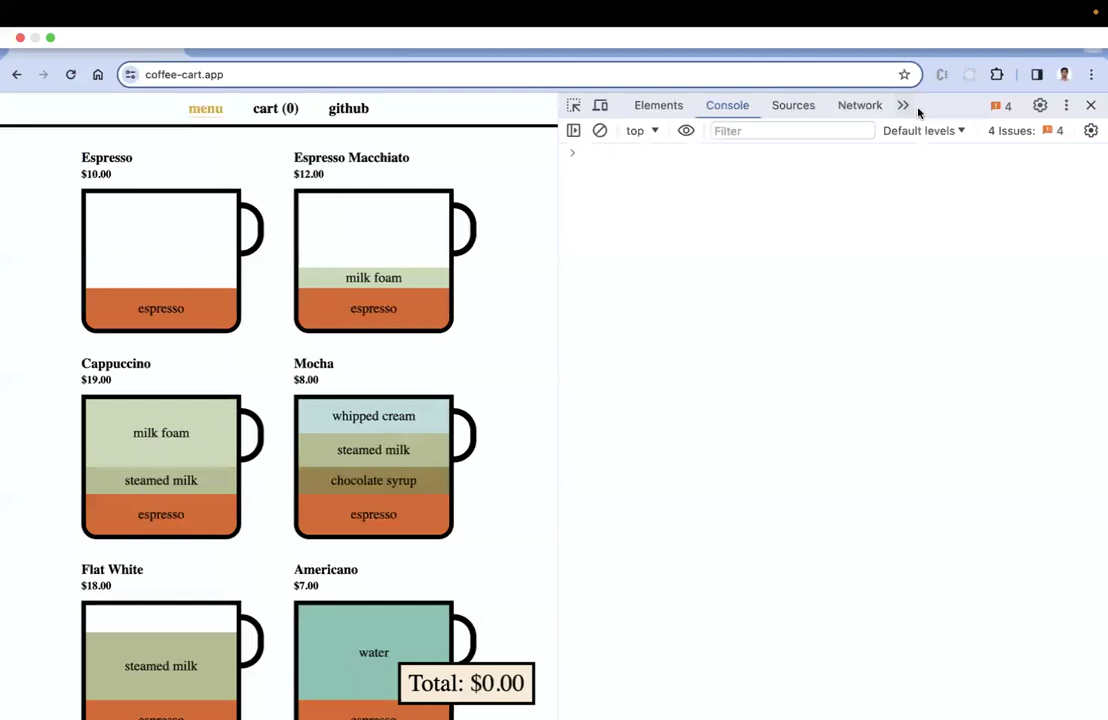 coffee-cart.app
menu cart (0) github
Elements Console Sources Network 4
top Filter Default levels 4 Issues: 4
Espresso
$10.00
espresso
Espresso Macchiato
$12.00
milk foam
espresso
Cappuccino
$19.00
milk foam
steamed milk
espresso
Mocha
$8.00
whipped cream
steamed milk
chocolate syrup
espresso
Flat White
$18.00
steamed milk
espresso
Americano
$7.00
water
Total: $0.00